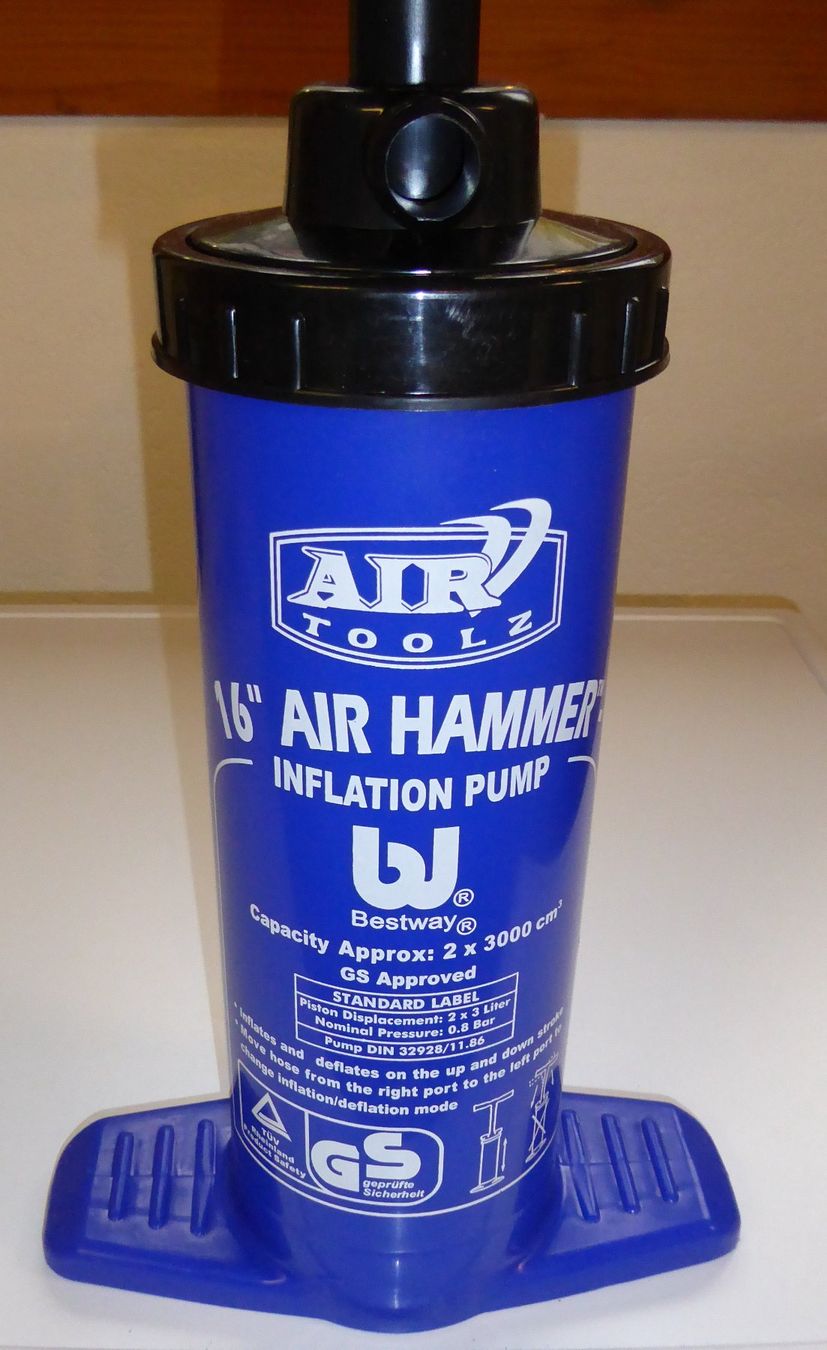 AIR
TOOLZ
16" AIR HAMMER™
INFLATION PUMP
®
Bestway®
Capacity Approx: 2 x 3000 cm³
GS Approved
STANDARD LABEL
Piston Displacement: 2 x 3 Liter
Nominal Pressure: 0.8 Bar
Pump DIN 32928/11.86
* Inflates and deflates on the up and down stroke
* Move hose from the right port to the left port to
change inflation/deflation mode
TÜV
Rheinland
Product Safety
GS
geprüfte
Sicherheit